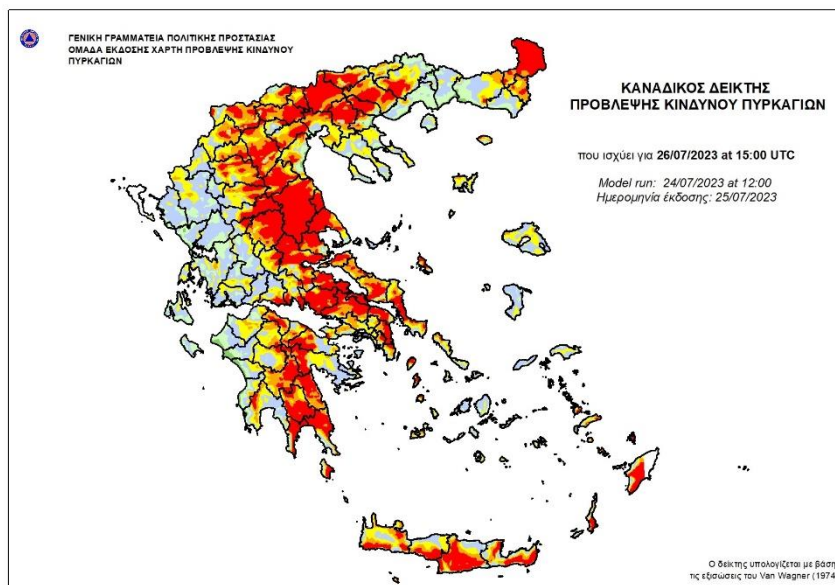 ΓΕΝΙΚΗ ΓΡΑΜΜΑΤΕΙΑ ΠΟΛΙΤΙΚΗΣ ΠΡΟΣΤΑΣΙΑΣ
ΟΜΑΔΑ ΕΚΔΟΣΗΣ ΧΑΡΤΗ ΠΡΟΒΛΕΨΗΣ ΚΙΝΔΥΝΟΥ
ΠΥΡΚΑΓΙΩΝ
ΚΑΝΑΔΙΚΟΣ ΔΕΙΚΤΗΣ
ΠΡΟΒΛΕΨΗΣ ΚΙΝΔΥΝΟΥ ΠΥΡΚΑΓΙΩΝ
που ισχύει για 26/07/2023 at 15:00 UTC
Model run: 24/07/2023 at 12:00
Ημερομηνία έκδοσης: 25/07/2023
Ο δείκτης υπολογίζεται με βάση
τις εξισώσεις του Van Wagner (1974